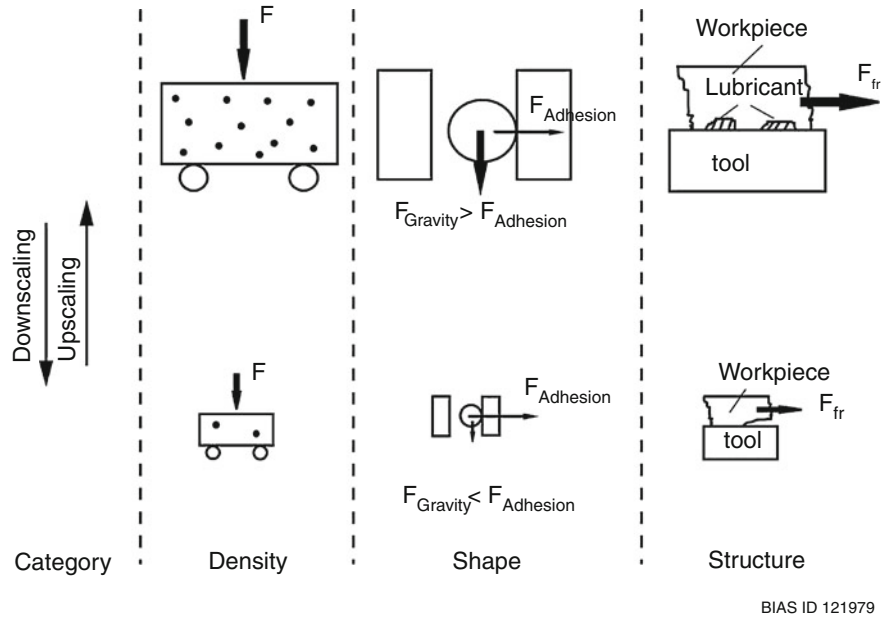 F
F_Adhesion
F_Gravity > F_Adhesion
Workpiece
Lubricant
F_fr
tool
Downscaling
Upscaling
F
F_Adhesion
F_Gravity < F_Adhesion
Workpiece
F_fr
tool
Category
Density
Shape
Structure
BIAS ID 121979